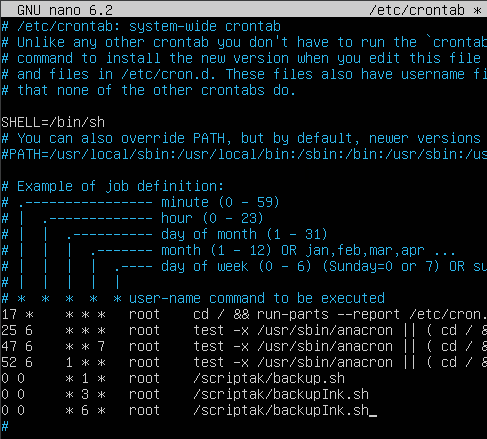 GNU nano 6.2 /etc/crontab *
# /etc/crontab: system-wide crontab
# Unlike any other crontab you don't have to run the `crontab
# command to install the new version when you edit this file
# and files in /etc/cron.d. These files also have username fi
# that none of the other crontabs do.
SHELL=/bin/sh
# You can also override PATH, but by default, newer versions
#PATH=/usr/local/sbin:/usr/local/bin:/sbin:/bin:/usr/sbin:/us
# Example of job definition:
# .---------------- minute (0 - 59)
# | .------------- hour (0 - 23)
# | | .---------- day of month (1 - 31)
# | | | .------- month (1 - 12) OR jan,feb,mar,apr ...
# | | | | .---- day of week (0 - 6) (Sunday=0 or 7) OR su
# | | | | |
# * * * * * user-name command to be executed
17 * * * * root cd / && run-parts --report /etc/cron.
25 6 * * * root test -x /usr/sbin/anacron || ( cd / &
47 6 * * 7 root test -x /usr/sbin/anacron || ( cd / &
52 6 1 * * root test -x /usr/sbin/anacron || ( cd / &
0 0 * 1 * root /scriptak/backup.sh
0 0 * 3 * root /scriptak/backupInk.sh
0 0 * 6 * root /scriptak/backupInk.sh_
#